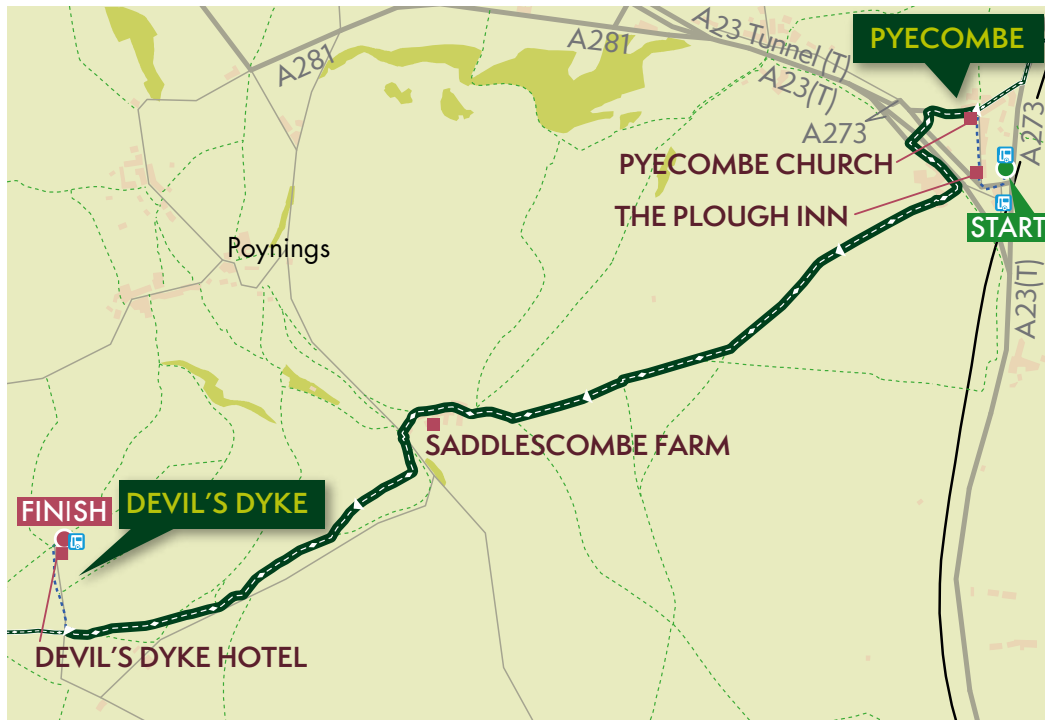 A281
A281
A23 Tunnel (T)
A23(T)
A273
A273
PYECOMBE
PYECOMBE CHURCH
THE PLOUGH INN
START
A23(T)
Poynings
SADDLESCOMBE FARM
FINISH
DEVIL'S DYKE
DEVIL'S DYKE HOTEL